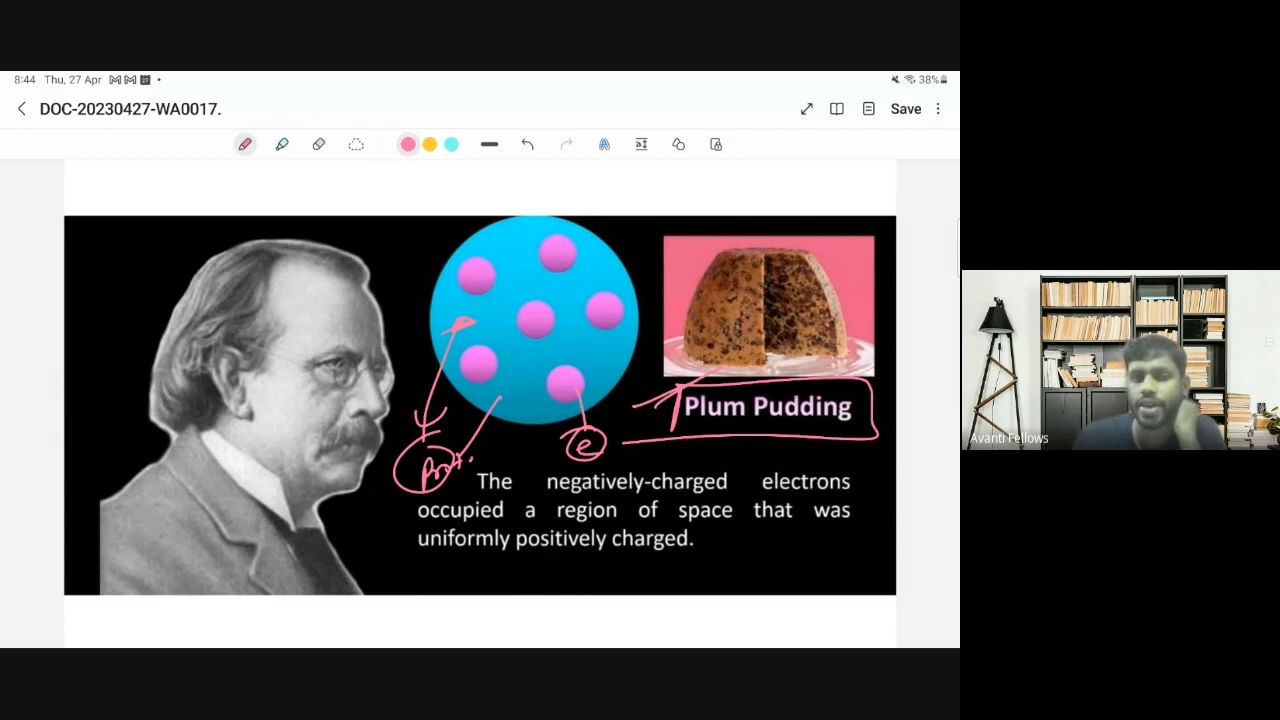 8:44 Thu, 27 Apr
38%
DOC-20230427-WA0017.
Save
Plum Pudding
e
Prot.
The negatively-charged electrons
occupied a region of space that was
uniformly positively charged.
Avanti Fellows